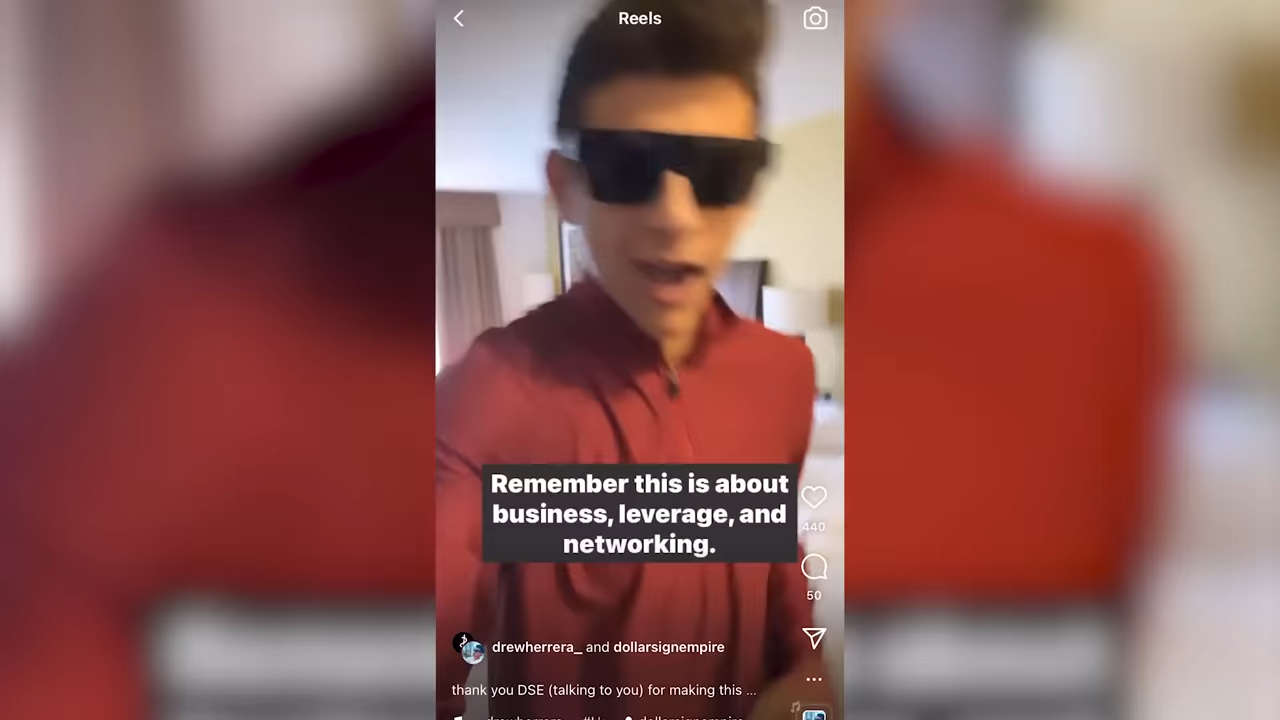 Reels
Remember this is about
business, leverage, and
networking.
440
50
drewherrera_ and dollarsignempire
thank you DSE (talking to you) for making this ...